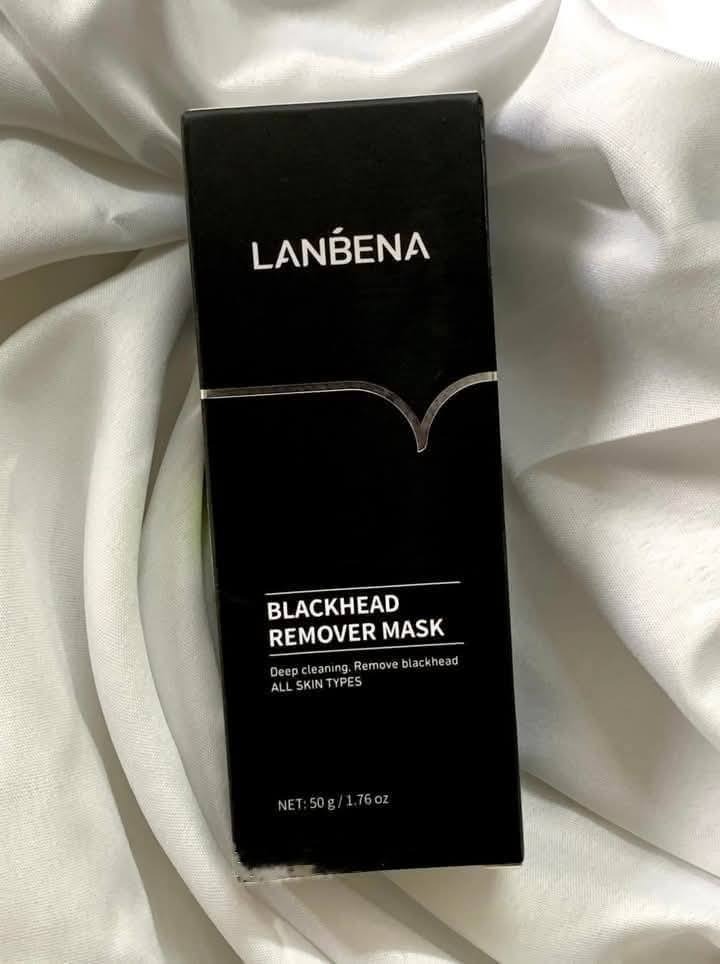 LANBENA
BLACKHEAD
REMOVER MASK
Deep cleaning, Remove blackhead
ALL SKIN TYPES
NET: 50 g / 1.76 oz